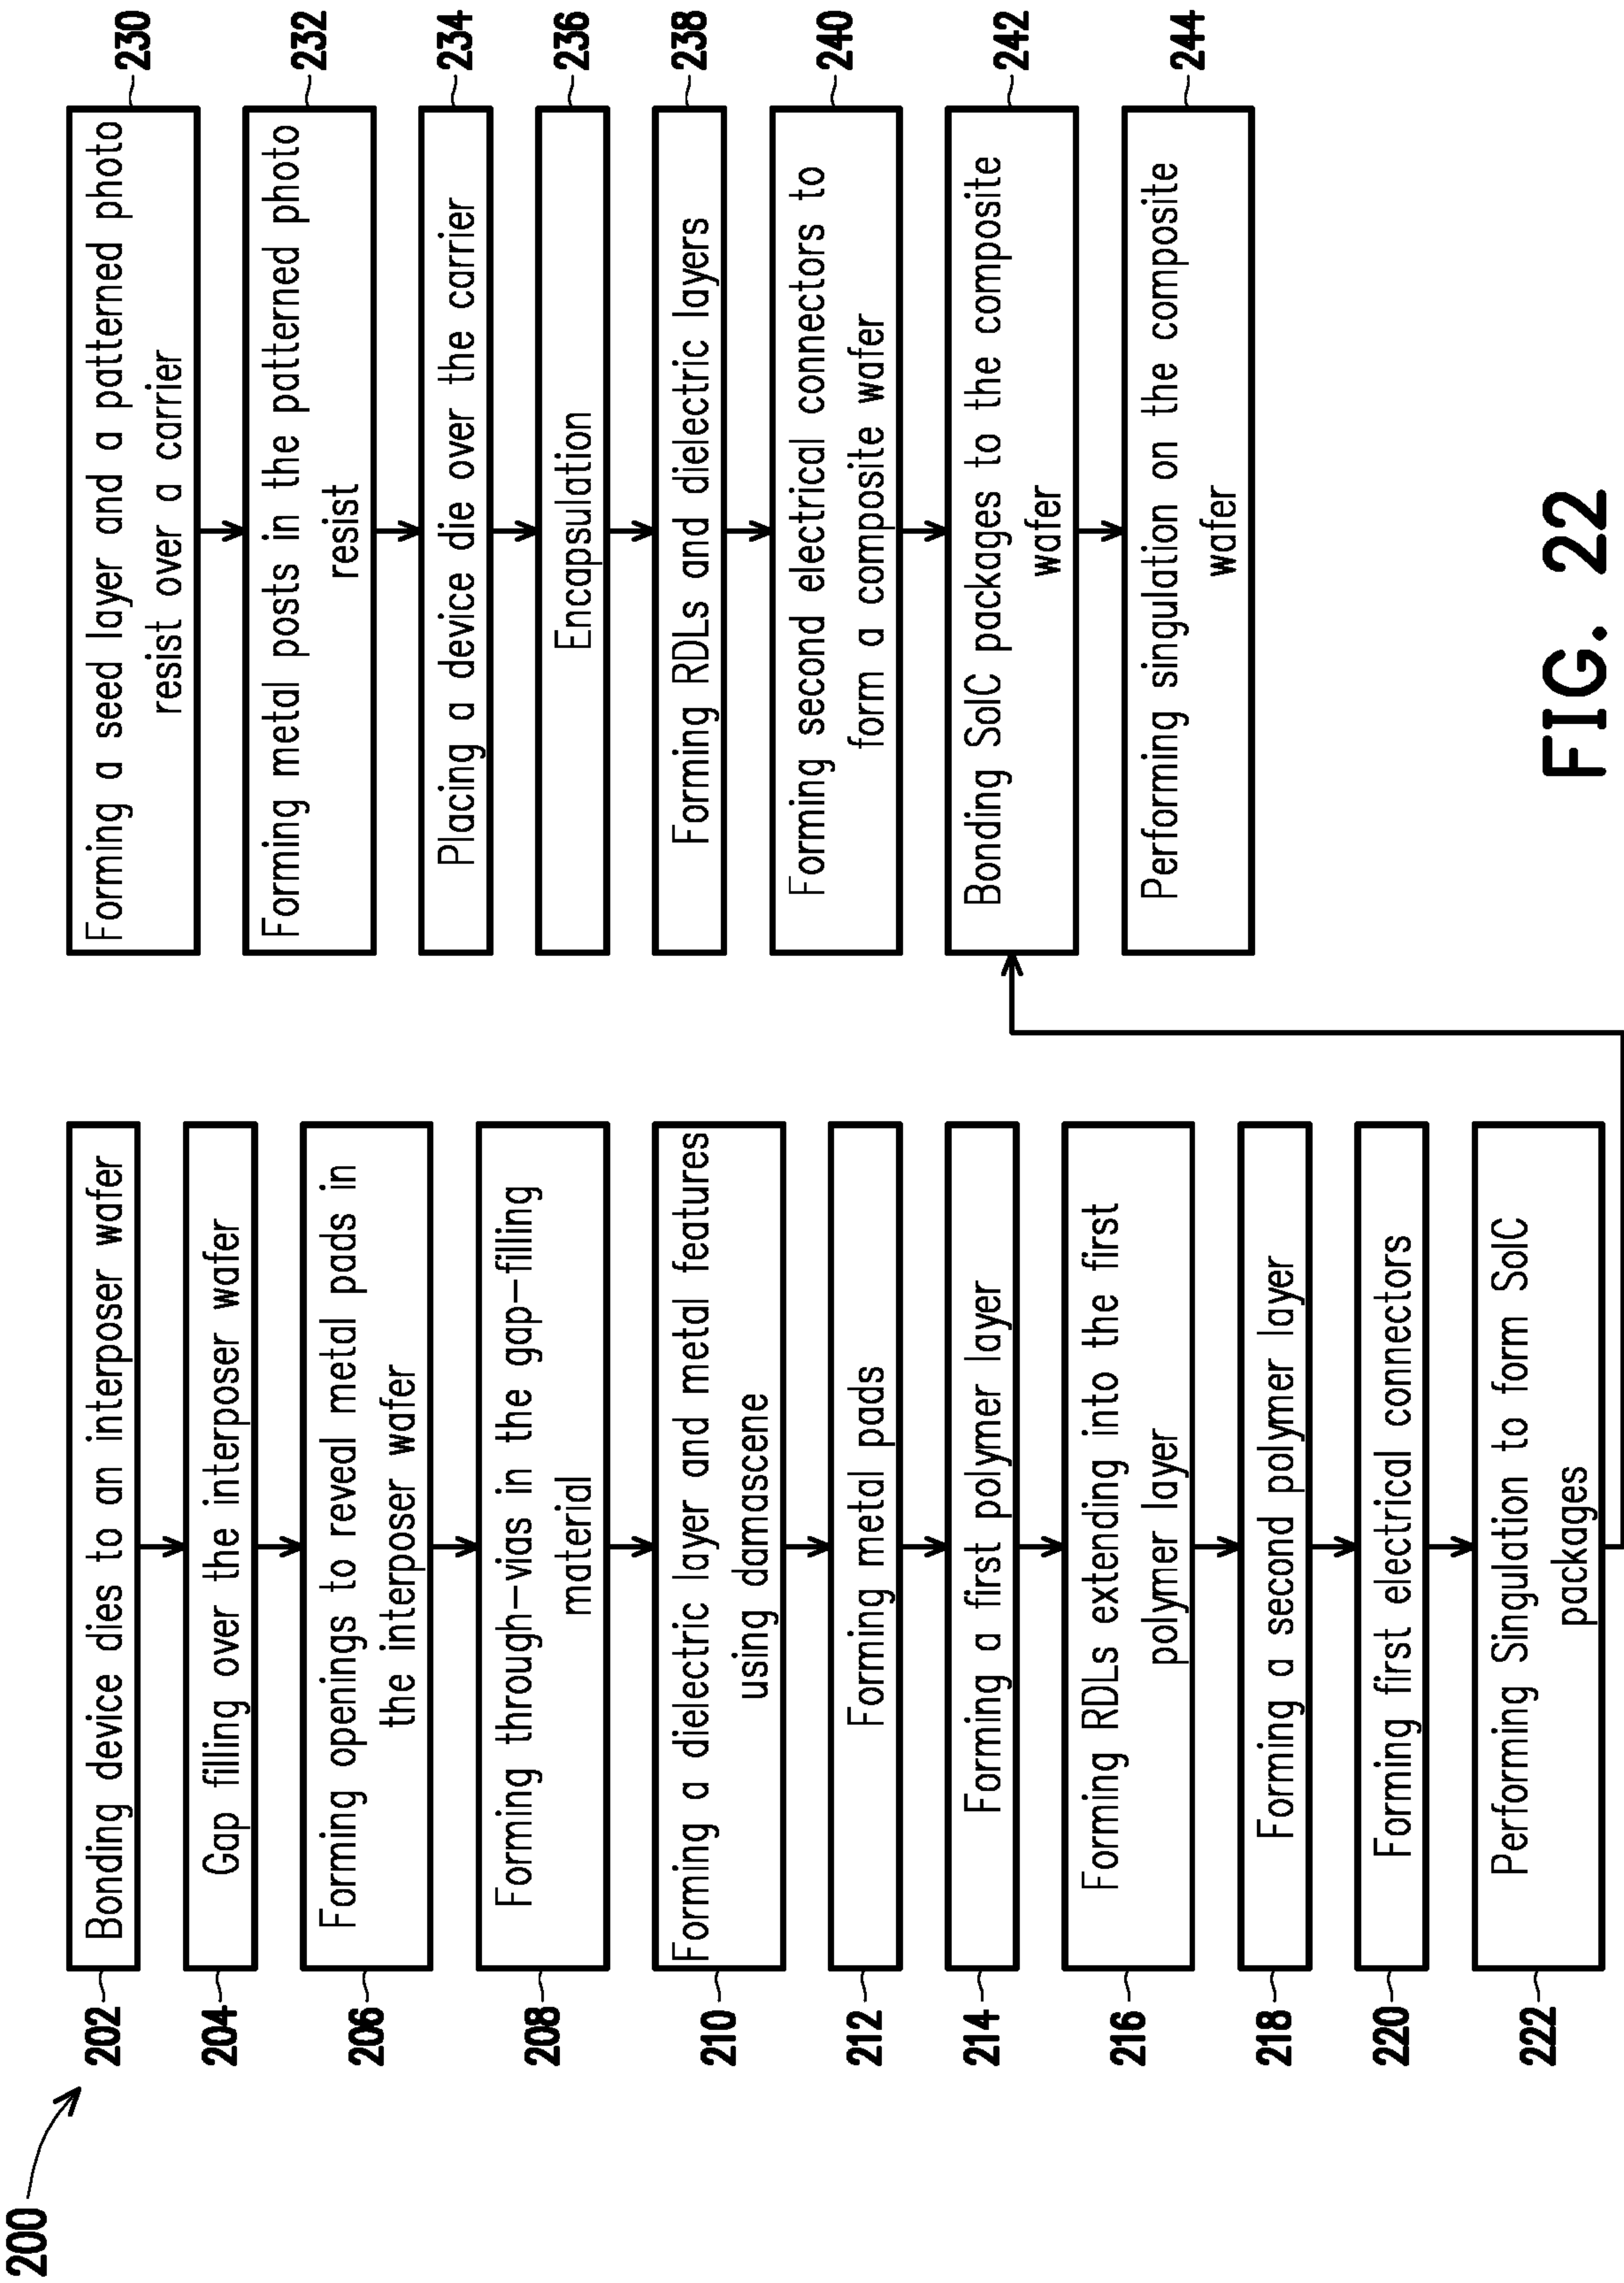 200
202
Bonding device dies to an interposer wafer
204
Gap filling over the interposer wafer
206
Forming openings to reveal metal pads in
the interposer wafer
208
Forming through-vias in the gap-filling
material
210
Forming a dielectric layer and metal features
using damascene
212
Forming metal pads
214
Forming a first polymer layer
216
Forming RDLs extending into the first
polymer layer
218
Forming a second polymer layer
220
Forming first electrical connectors
222
Performing Singulation to form SoIC
packages
Forming a seed layer and a patterned photo
resist over a carrier
230
Forming metal posts in the patterned photo
resist
232
Placing a device die over the carrier
234
Encapsulation
236
Forming RDLs and dielectric layers
238
Forming second electrical connectors to
form a composite wafer
240
Bonding SoIC packages to the composite
wafer
242
Performing singulation on the composite
wafer
244
FIG. 22